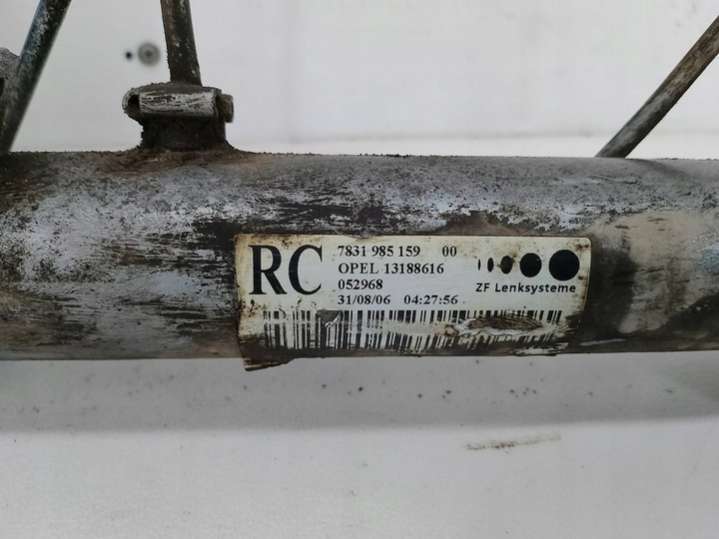 RC 7831 985 159 00
OPEL 13188616
052968
31/08/06 04:27:56
ZF Lenksysteme